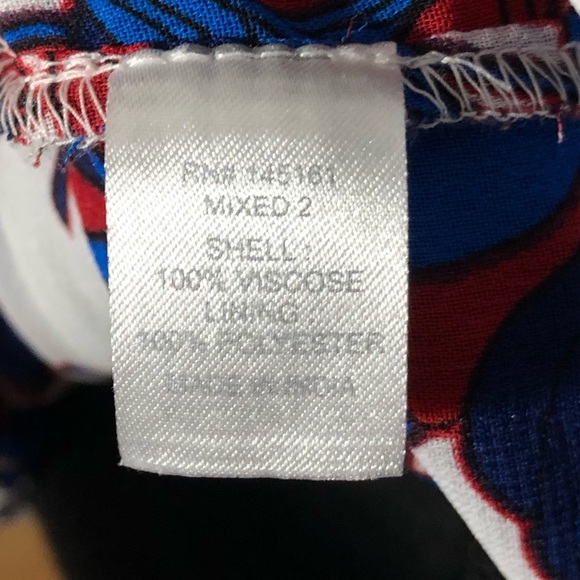 RN# 145161
MIXED 2
SHELL :
100% VISCOSE
LINING :
100% POLYESTER
MADE IN INDIA